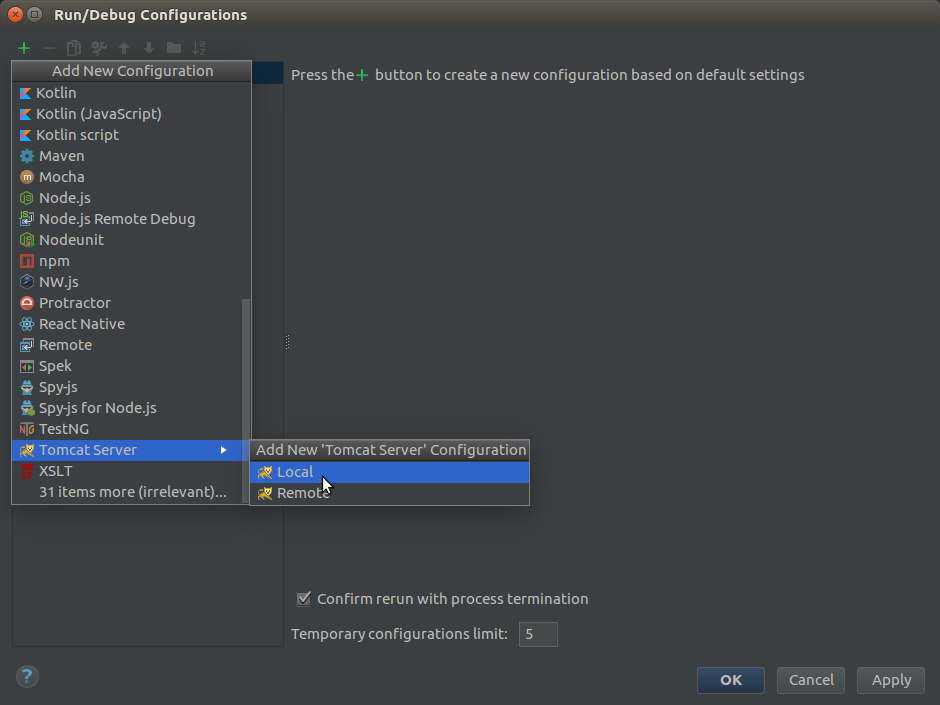 Run/Debug Configurations
Add New Configuration
Press the + button to create a new configuration based on default settings
Kotlin
Kotlin (JavaScript)
Kotlin script
Maven
Mocha
Node.js
Node.js Remote Debug
Nodeunit
npm
NW.js
Protractor
React Native
Remote
Spek
Spy-js
Spy-js for Node.js
TestNG
Tomcat Server
XSLT
31 items more (irrelevant)...
Add New 'Tomcat Server' Configuration
Local
Remote
Confirm rerun with process termination
Temporary configurations limit: 5
?
OK Cancel Apply